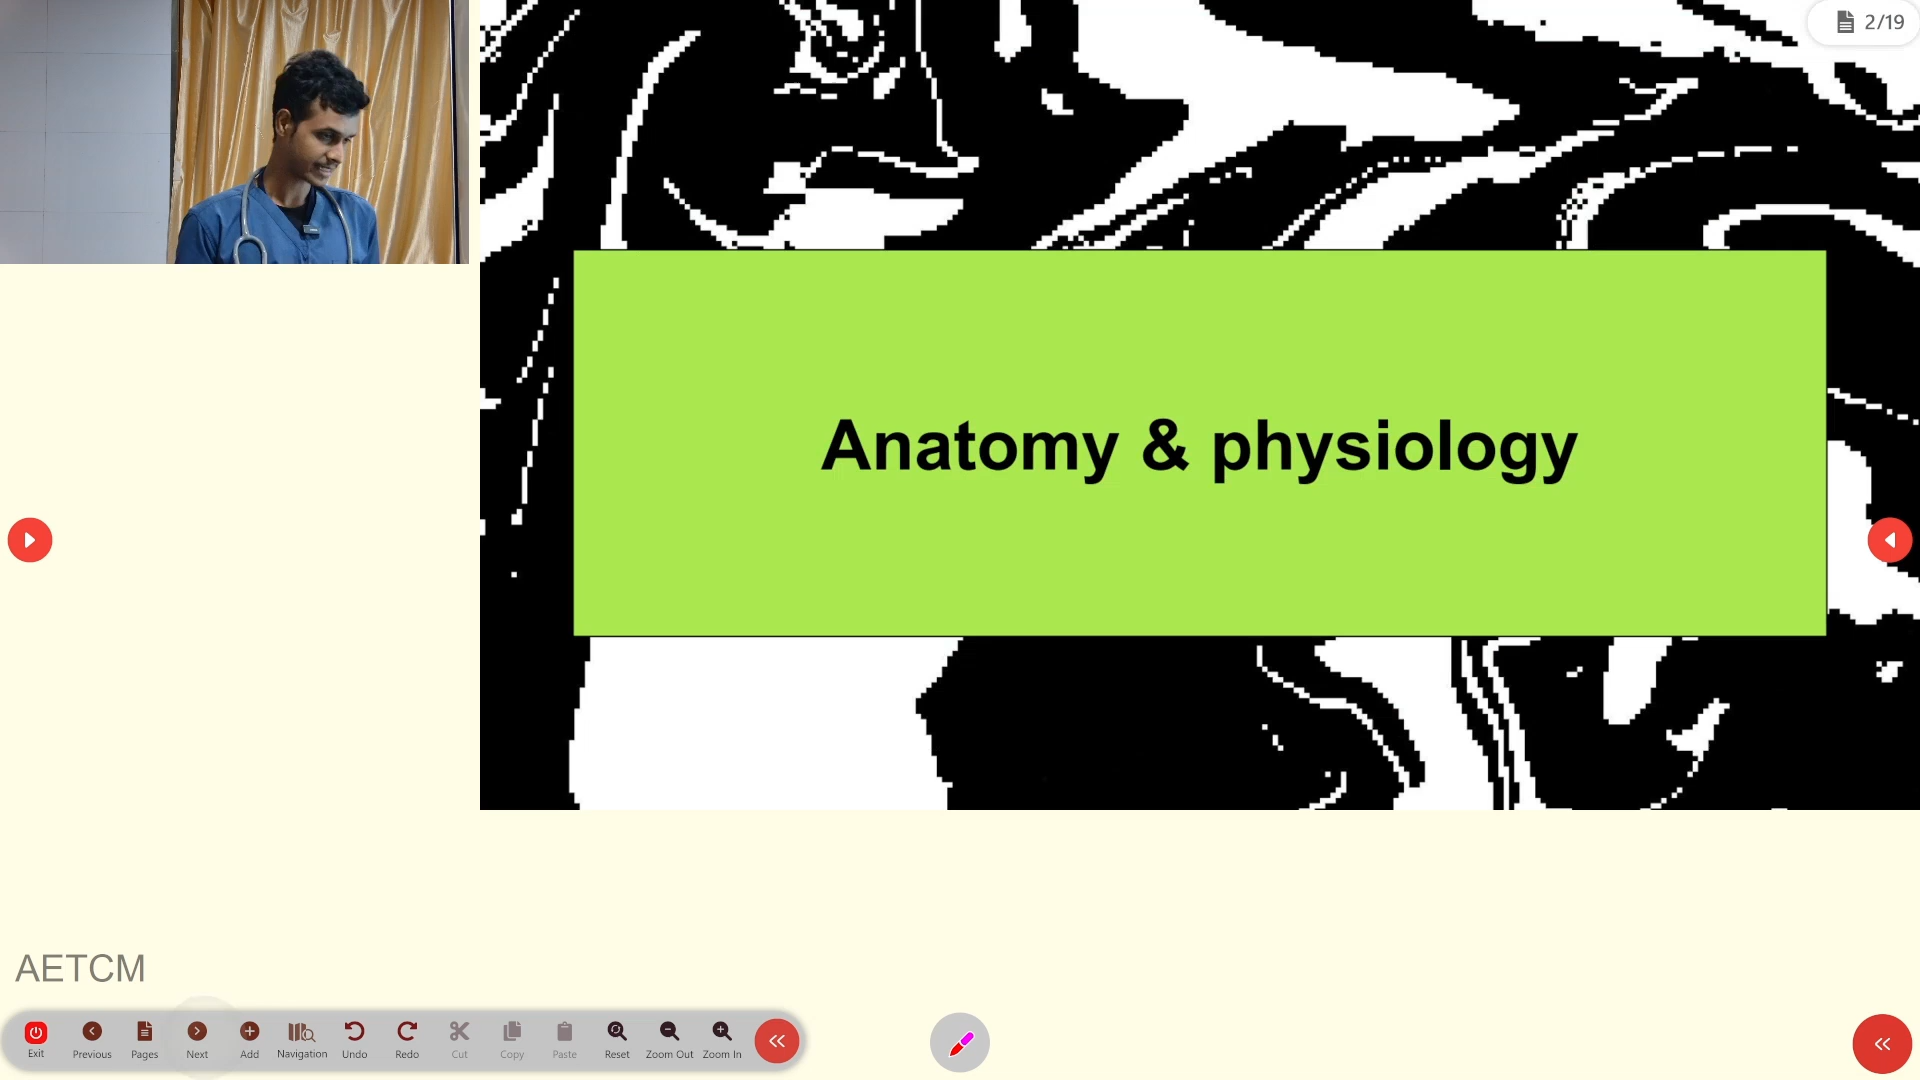 2/19
Anatomy & physiology
AETCM
Exit
Previous
Pages
Next
Add
Navigation
Undo
Redo
Cut
Copy
Paste
Reset
Zoom Out
Zoom In